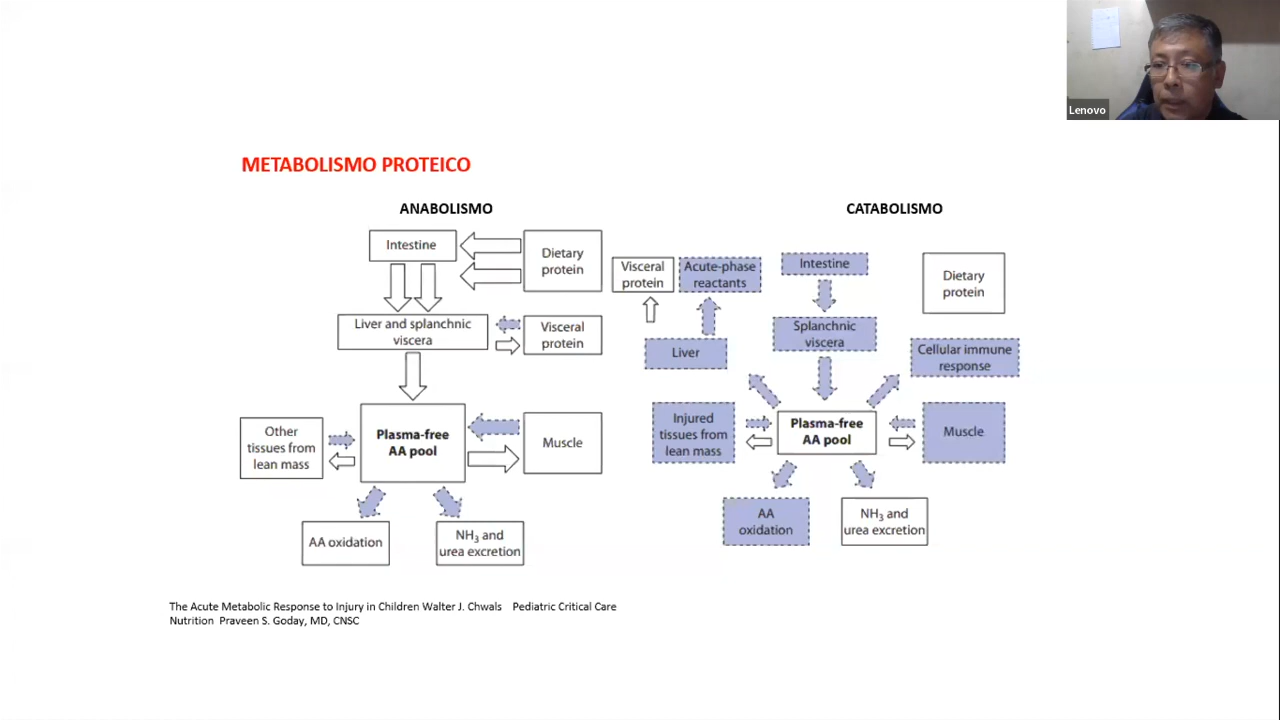 Lenovo
METABOLISMO PROTEICO
ANABOLISMO
Intestine
Dietary
protein
Liver and splanchnic
viscera
Visceral
protein
Other
tissues from
lean mass
Plasma-free
AA pool
Muscle
AA oxidation
NH₃ and
urea excretion
CATABOLISMO
Visceral
protein
Acute-phase
reactants
Intestine
Dietary
protein
Liver
Splanchnic
viscera
Cellular immune
response
Injured
tissues from
lean mass
Plasma-free
AA pool
Muscle
AA
oxidation
NH₃ and
urea excretion
The Acute Metabolic Response to Injury in Children Walter J. Chwals Pediatric Critical Care
Nutrition Praveen S. Goday, MD, CNSC